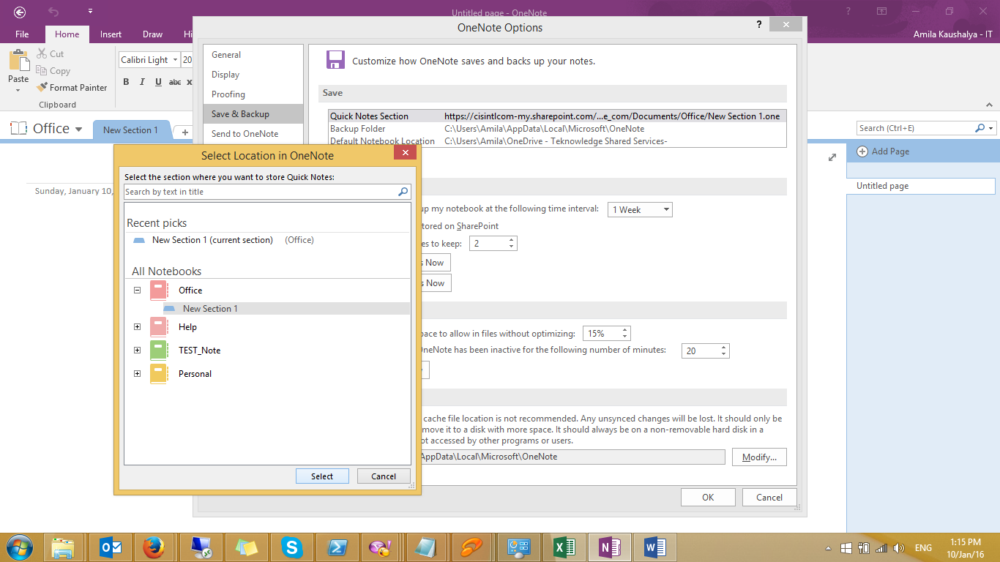 Untitled page - OneNote
?
File
Home
Insert
Draw
Hi
Amila Kaushalya - IT
Paste
Cut
Copy
Format Painter
Clipboard
Calibri Light
20
B I U abc x
Office
New Section 1
+
Search (Ctrl+E)
Add Page
Untitled page
Sunday, January 10,
OneNote Options
?
General
Display
Proofing
Save & Backup
Send to OneNote
Customize how OneNote saves and backs up your notes.
Save
Quick Notes Section https://cisintlcom-my.sharepoint.com/...e_com/Documents/Office/New Section 1.one
Backup Folder C:\Users\Amila\AppData\Local\Microsoft\OneNote
Default Notebook Location C:\Users\Amila\OneDrive - Teknowledge Shared Services-
up my notebook at the following time interval: 1 Week
tored on SharePoint
es to keep: 2
s Now
s Now
pace to allow in files without optimizing: 15%
OneNote has been inactive for the following number of minutes: 20
cache file location is not recommended. Any unsynced changes will be lost. It should only be
move it to a disk with more space. It should always be on a non-removable hard disk in a
ot accessed by other programs or users.
AppData\Local\Microsoft\OneNote
Modify...
OK
Cancel
Select Location in OneNote
Select the section where you want to store Quick Notes:
Search by text in title
Recent picks
New Section 1 (current section) (Office)
All Notebooks
Office
New Section 1
Help
TEST_Note
Personal
Select
Cancel
ENG
1:15 PM
10/Jan/16